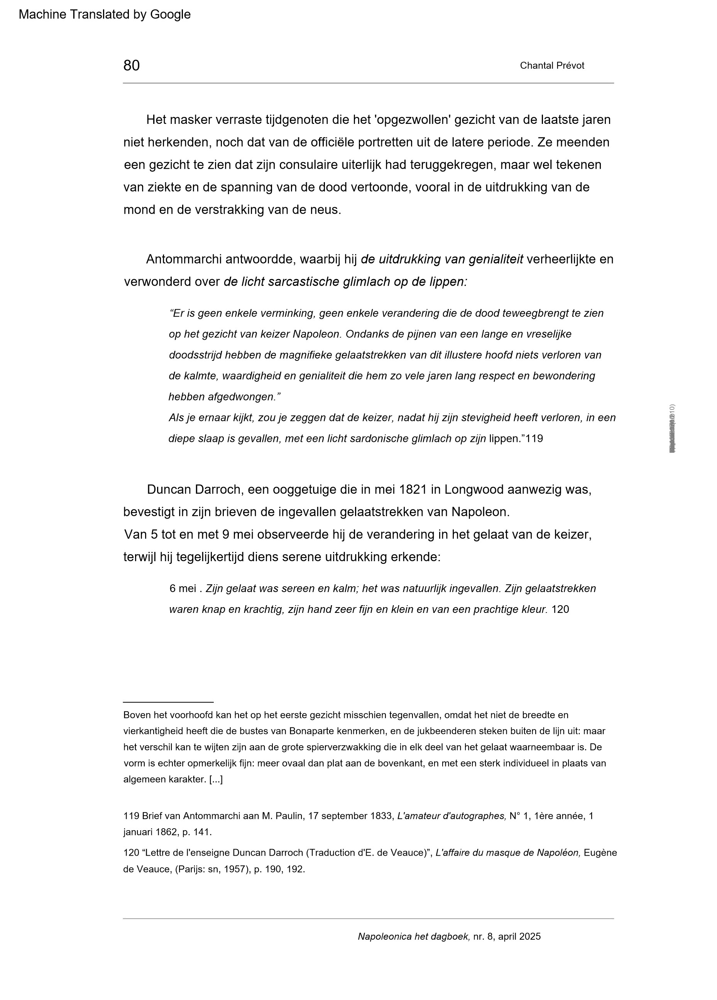 Machine Translated by Google
80
Chantal Prévot
Het masker verraste tijdgenoten die het 'opgezwollen' gezicht van de laatste jaren
niet herkenden, noch dat van de officiële portretten uit de latere periode. Ze meenden
een gezicht te zien dat zijn consulaire uiterlijk had teruggekregen, maar wel tekenen
van ziekte en de spanning van de dood vertoonde, vooral in de uitdrukking van de
mond en de verstrakking van de neus.
Antommarchi antwoordde, waarbij hij de uitdrukking van genialiteit verheerlijkte en
verwonderd over de licht sarcastische glimlach op de lippen:
“Er is geen enkele verminking, geen enkele verandering die de dood teweegbrengt te zien
op het gezicht van keizer Napoleon. Ondanks de pijnen van een lange en vreselijke
doodsstrijd hebben de magnifieke gelaatstrekken van dit illustere hoofd niets verloren van
de kalmte, waardigheid en genialiteit die hem zo vele jaren lang respect en bewondering
hebben afgedwongen.”
Als je ernaar kijkt, zou je zeggen dat de keizer, nadat hij zijn stevigheid heeft verloren, in een
diepe slaap is gevallen, met een licht sardonische glimlach op zijn lippen.”119
Duncan Darroch, een ooggetuige die in mei 1821 in Longwood aanwezig was,
bevestigt in zijn brieven de ingevallen gelaatstrekken van Napoleon.
Van 5 tot en met 9 mei observeerde hij de verandering in het gelaat van de keizer,
terwijl hij tegelijkertijd diens serene uitdrukking erkende:
6 mei . Zijn gelaat was sereen en kalm; het was natuurlijk ingevallen. Zijn gelaatstrekken
waren knap en krachtig, zijn hand zeer fijn en klein en van een prachtige kleur. 120
Boven het voorhoofd kan het op het eerste gezicht misschien tegenvallen, omdat het niet de breedte en
vierkantigheid heeft die de bustes van Bonaparte kenmerken, en de jukbeenderen steken buiten de lijn uit: maar
het verschil kan te wijten zijn aan de grote spierverzwakking die in elk deel van het gelaat waarneembaar is. De
vorm is echter opmerkelijk fijn: meer ovaal dan plat aan de bovenkant, en met een sterk individueel in plaats van
algemeen karakter. [...]
119 Brief van Antommarchi aan M. Paulin, 17 september 1833, L'amateur d'autographes, N° 1, 1ère année, 1
januari 1862, p. 141.
120 “Lettre de l'enseigne Duncan Darroch (Traduction d'E. de Veauce)”, L'affaire du masque de Napoléon, Eugène
de Veauce, (Parijs: sn, 1957), p. 190, 192.
Napoleonica het dagboek, nr. 8, april 2025